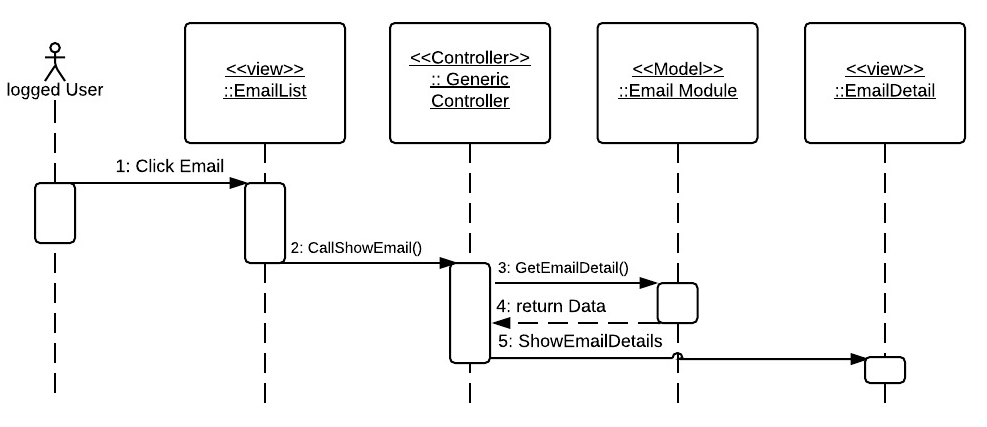 logged User
<<view>>
::EmailList
<<Controller>>
:: Generic
Controller
<<Model>>
::Email Module
<<view>>
::EmailDetail
1: Click Email
2: CallShowEmail()
3: GetEmailDetail()
4: return Data
5: ShowEmailDetails